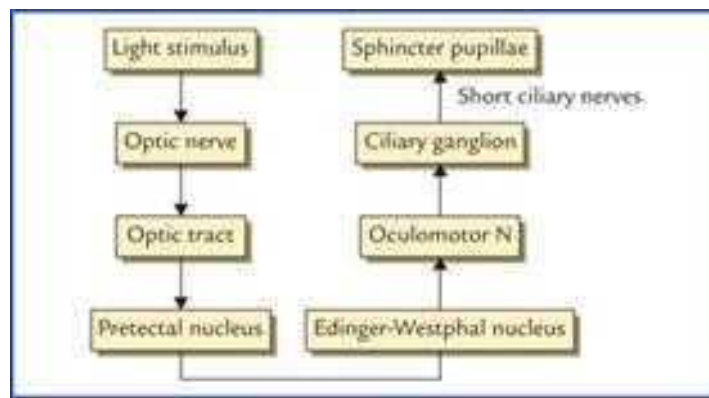 Light stimulus
Optic nerve
Optic tract
Pretectal nucleus
Edinger-Westphal nucleus
Oculomotor N
Ciliary ganglion
Short ciliary nerves
Sphincter pupillae